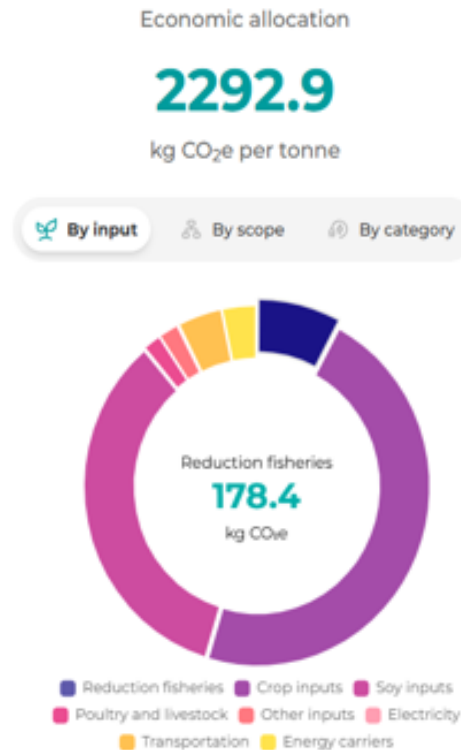 Economic allocation
2292.9
kg CO₂e per tonne
By input By scope By category
Reduction fisheries
178.4
kg CO₂e
Reduction fisheries Crop inputs Soy inputs
Poultry and livestock Other inputs Electricity
Transportation Energy carriers